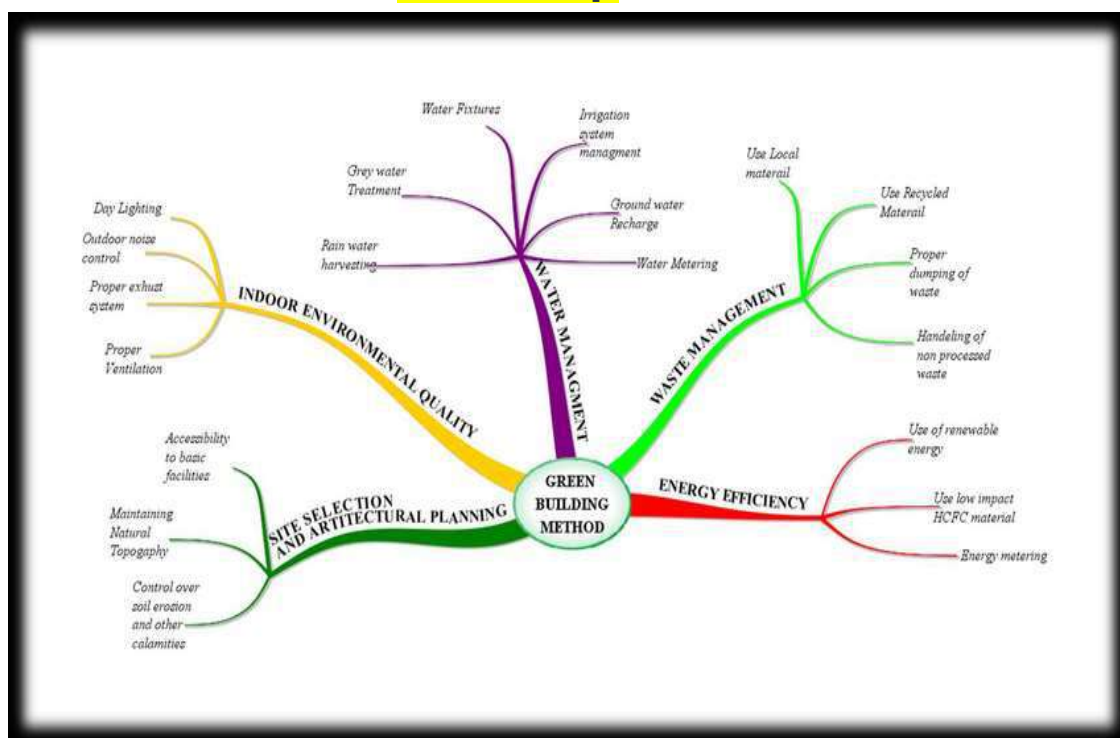 Water Fixtures
Irrigation
system
managment
Grey water
Treatment
Ground water
Recharge
Rain water
harvesting
Water Metering
WATER MANAGMENT
Use Local
materail
Use Recycled
Materail
Proper
dumping of
waste
Handeling of
non processed
waste
WASTE MANAGEMENT
Day Lighting
Outdoor noise
control
Proper exhust
system
Proper
Ventilation
INDOOR ENVIRONMENTAL QUALITY
Accessibility
to basic
facilities
Maintaining
Natural
Topogaphy
Control over
soil erosion
and other
calamities
SITE SELECTION
AND ARTITECTURAL PLANNING
GREEN
BUILDING
METHOD
ENERGY EFFICIENCY
Use of renewable
energy
Use low impact
HCFC material
Energy metering